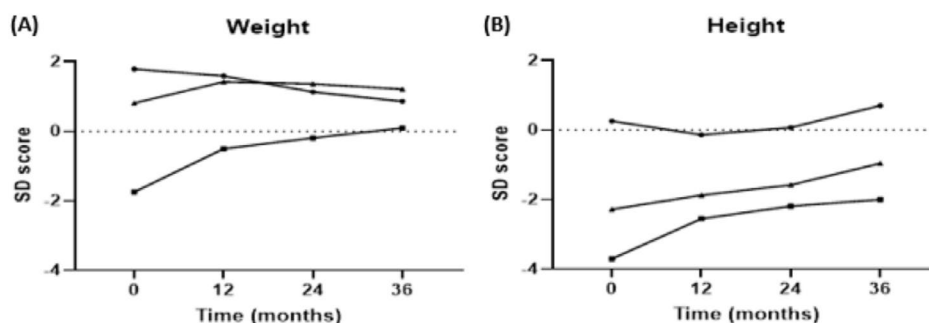 (A) Weight
SD score
2
0
-2
-4
0 12 24 36
Time (months)
(B) Height
SD score
2
0
-2
-4
0 12 24 36
Time (months)